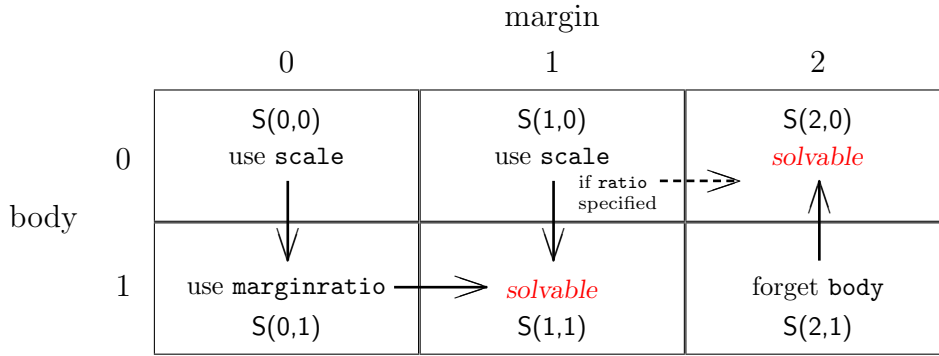 margin
0 1 2
S(0,0) S(1,0) S(2,0)
0 use scale use scale solvable
if ratio
specified
body
1 use marginratio solvable forget body
S(0,1) S(1,1) S(2,1)